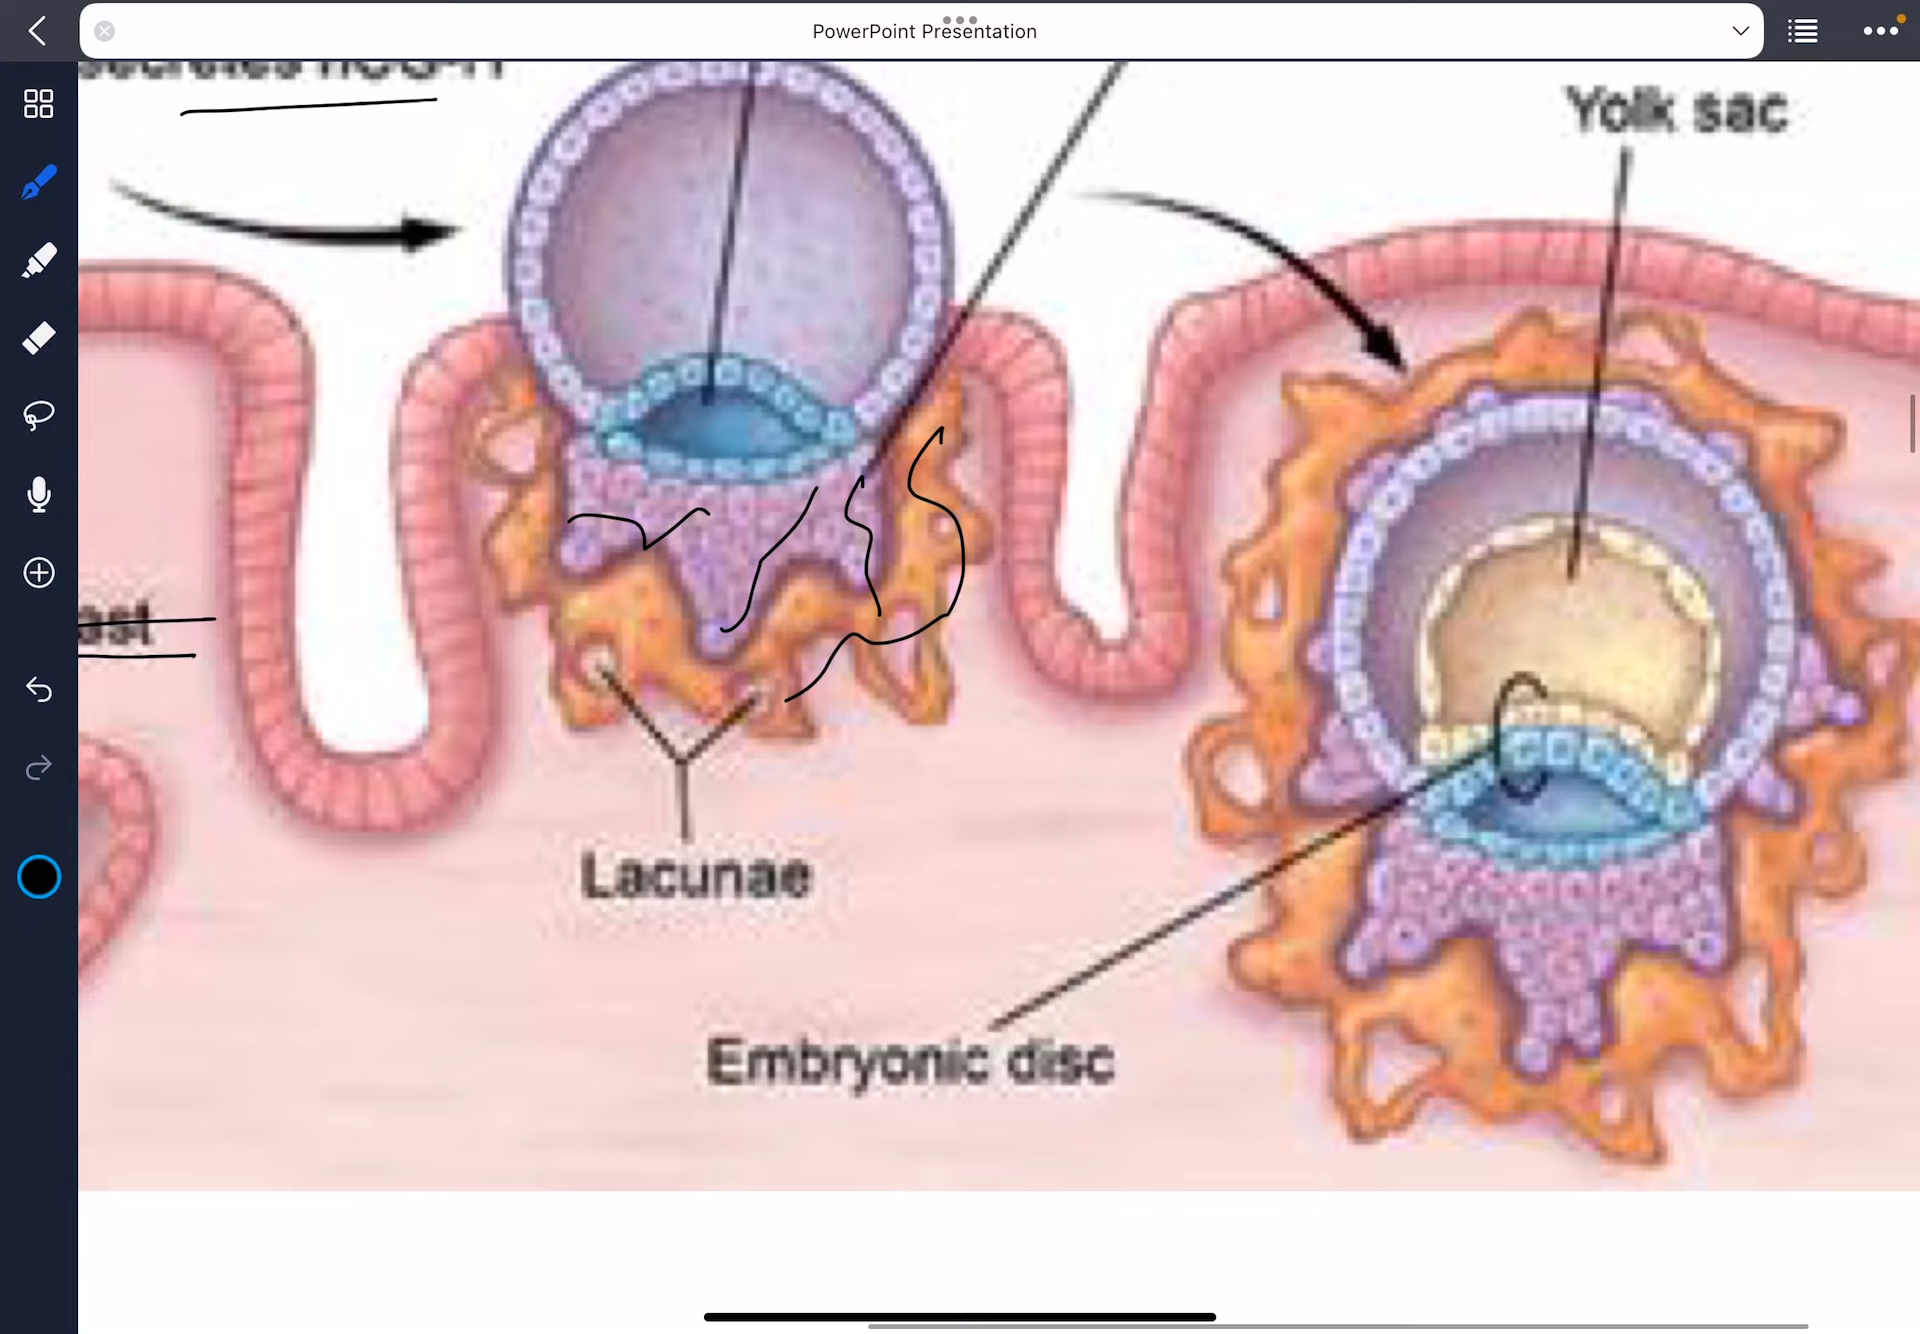 PowerPoint Presentation
Yolk sac
Lacunae
Embryonic disc